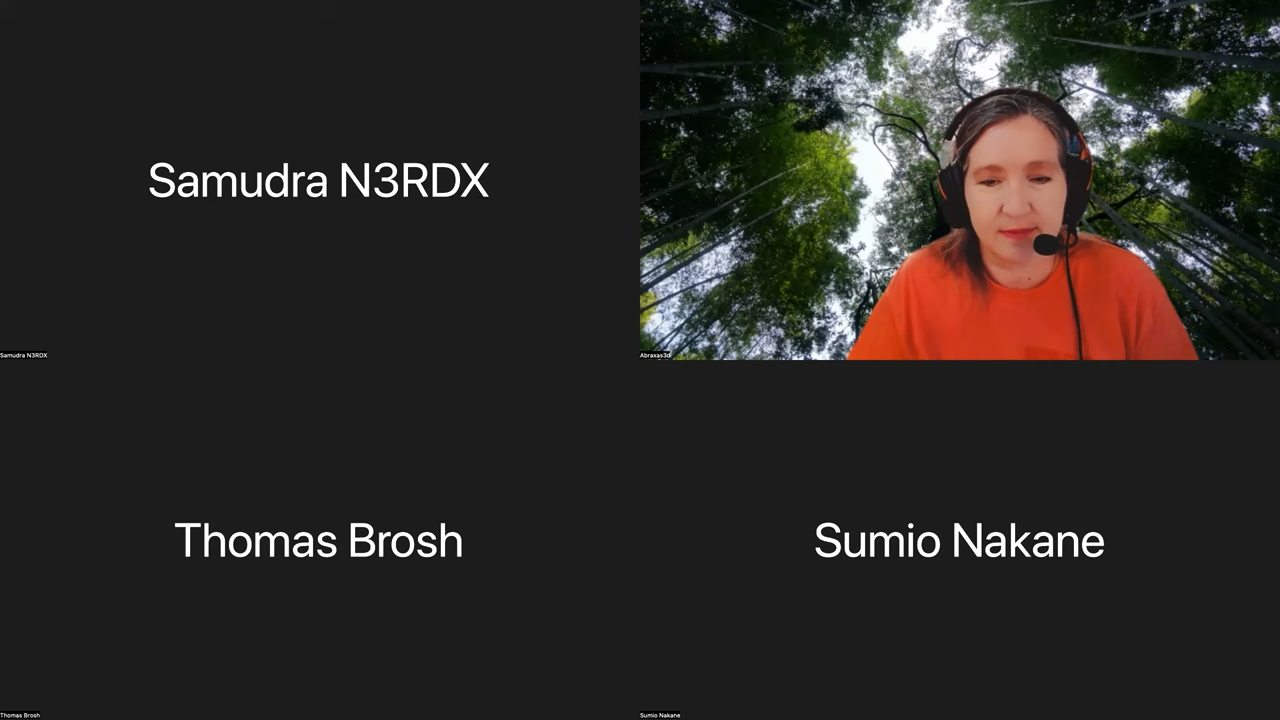 Samudra N3RDX
Samudra N3RDX
Abraxas3d
Thomas Brosh
Sumio Nakane
Thomas Brosh
Sumio Nakane